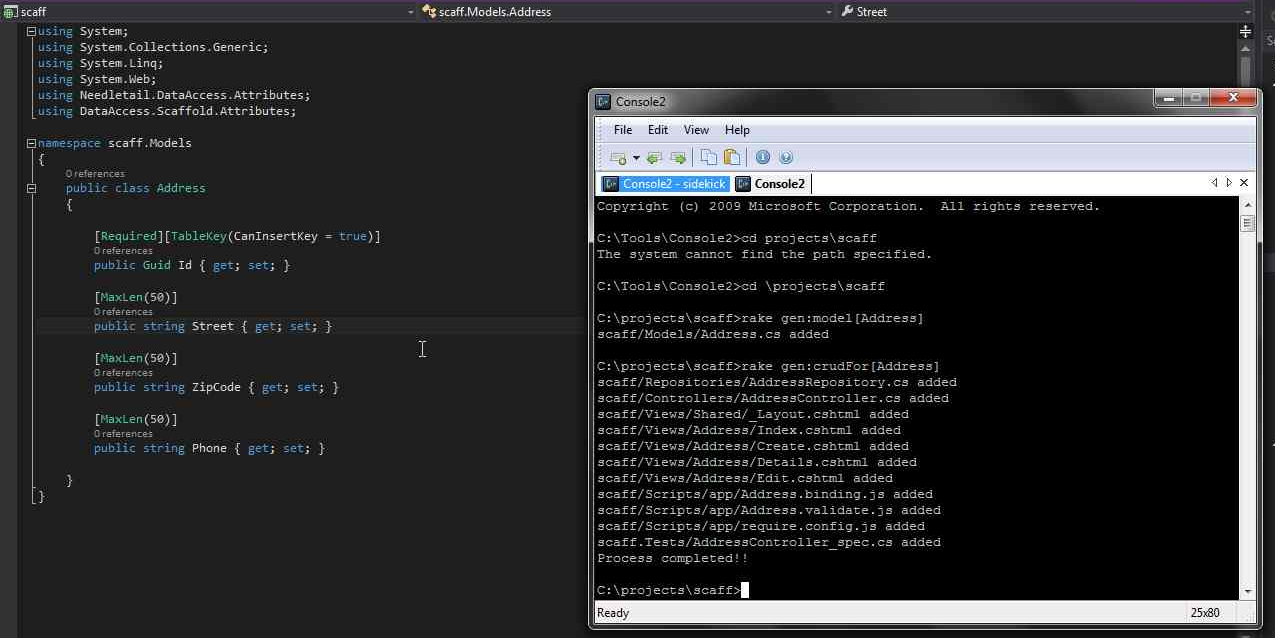 scaff
scaff.Models.Address
Street
using System;
using System.Collections.Generic;
using System.Linq;
using System.Web;
using Needletail.DataAccess.Attributes;
using DataAccess.Scaffold.Attributes;
namespace scaff.Models
{
0 references
public class Address
{
[Required][TableKey(CanInsertKey = true)]
0 references
public Guid Id { get; set; }
[MaxLen(50)]
0 references
public string Street { get; set; }
[MaxLen(50)]
0 references
public string ZipCode { get; set; }
[MaxLen(50)]
0 references
public string Phone { get; set; }
}
}
Console2
File Edit View Help
Console2 - sidekick Console2
Copyright (c) 2009 Microsoft Corporation.  All rights reserved.
C:\Tools\Console2>cd projects\scaff
The system cannot find the path specified.
C:\Tools\Console2>cd \projects\scaff
C:\projects\scaff>rake gen:model[Address]
scaff/Models/Address.cs added
C:\projects\scaff>rake gen:crudFor[Address]
scaff/Repositories/AddressRepository.cs added
scaff/Controllers/AddressController.cs added
scaff/Views/Shared/_Layout.cshtml added
scaff/Views/Address/Index.cshtml added
scaff/Views/Address/Create.cshtml added
scaff/Views/Address/Details.cshtml added
scaff/Views/Address/Edit.cshtml added
scaff/Scripts/app/Address.binding.js added
scaff/Scripts/app/Address.validate.js added
scaff/Scripts/app/require.config.js added
scaff.Tests/AddressController_spec.cs added
Process completed!!
C:\projects\scaff>
Ready 25x80